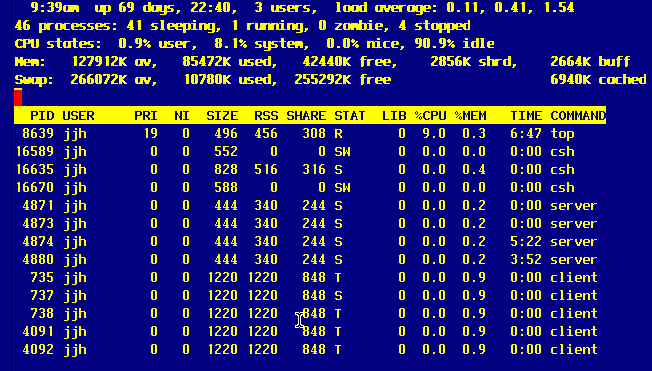 9:39am  up 69 days, 22:40,  3 users,  load average: 0.11, 0.41, 1.54
46 processes: 41 sleeping, 1 running, 0 zombie, 4 stopped
CPU states:  0.9% user,  8.1% system,  0.0% nice, 90.9% idle
Mem:   127912K av,   85472K used,   42440K free,    2856K shrd,    2664K buff
Swap:  266072K av,   10780K used,  255292K free                    6940K cached
PID USER     PRI  NI  SIZE  RSS SHARE STAT  LIB %CPU %MEM   TIME COMMAND
8639 jjh       19   0   496  456   308 R       0  9.0  0.3   6:47 top
16589 jjh        0   0   552    0     0 SW      0  0.0  0.0   0:00 csh
16635 jjh        0   0   828  516   316 S       0  0.0  0.4   0:00 csh
16670 jjh        0   0   588    0     0 SW      0  0.0  0.0   0:00 csh
4871 jjh        0   0   444  340   244 S       0  0.0  0.2   0:00 server
4873 jjh        0   0   444  340   244 S       0  0.0  0.2   0:00 server
4874 jjh        0   0   444  340   244 S       0  0.0  0.2   5:22 server
4880 jjh        0   0   444  340   244 S       0  0.0  0.2   3:52 server
735 jjh        0   0  1220 1220   848 T       0  0.0  0.9   0:00 client
737 jjh        0   0  1220 1220   848 S       0  0.0  0.9   0:00 client
738 jjh        0   0  1220 1220   848 T       0  0.0  0.9   0:00 client
4091 jjh        0   0  1220 1220   848 T       0  0.0  0.9   0:00 client
4092 jjh        0   0  1220 1220   848 T       0  0.0  0.9   0:00 client